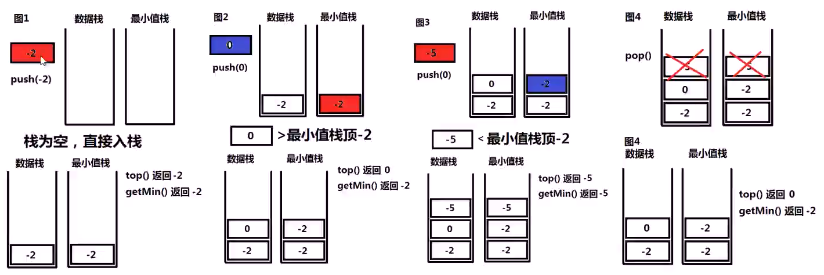 图1
数据栈
最小值栈
-2
push(-2)
栈为空，直接入栈
数据栈
最小值栈
-2
-2
top() 返回 -2
getMin() 返回 -2
图2
数据栈
最小值栈
0
push(0)
-2
-2
0 >最小值栈顶-2
数据栈
最小值栈
0
-2
-2
-2
top() 返回 0
getMin() 返回 -2
图3
数据栈
最小值栈
-5
push(0)
0
-2
-2
-2
-5 < 最小值栈顶-2
数据栈
最小值栈
-5
-5
0
-2
-2
-2
top() 返回 -5
getMin() 返回 -5
图4
数据栈
最小值栈
pop()
-5
-5
0
-2
-2
-2
图4
数据栈
最小值栈
0
-2
-2
-2
top() 返回 0
getMin() 返回 -2